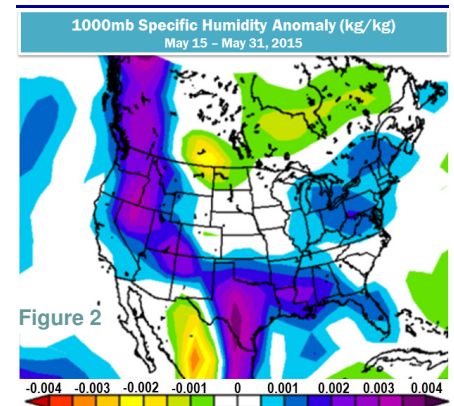 1000mb Specific Humidity Anomaly (kg/kg)
May 15 – May 31, 2015
Figure 2
-0.004 -0.003 -0.002 -0.001 0 0.001 0.002 0.003 0.004